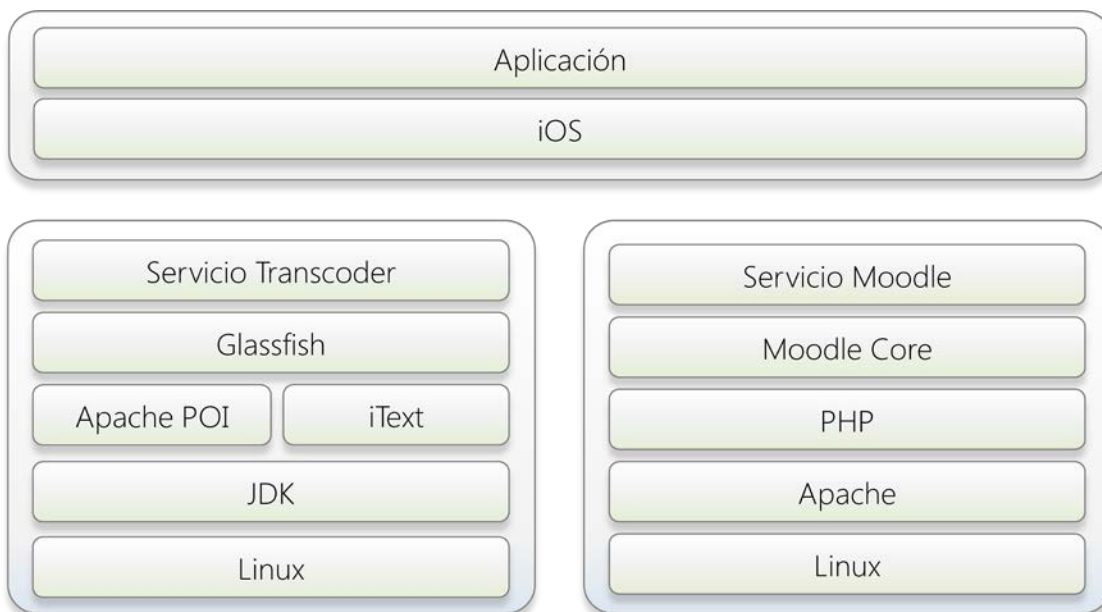 Aplicación
iOS
Servicio Transcoder
Glassfish
Apache POI
iText
JDK
Linux
Servicio Moodle
Moodle Core
PHP
Apache
Linux